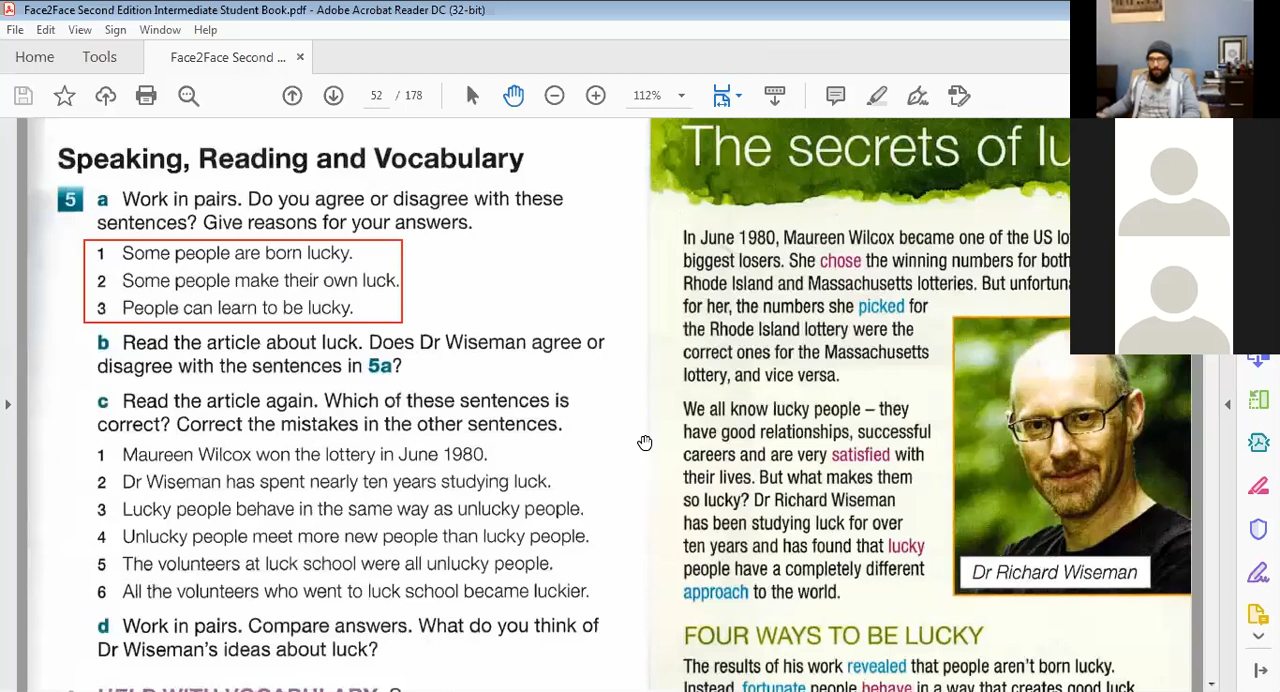 Face2Face Second Edition Intermediate Student Book.pdf - Adobe Acrobat Reader DC (32-bit)
File Edit View Sign Window Help
Home Tools Face2Face Second ... ×
52 / 178 112%
Speaking, Reading and Vocabulary
5 a Work in pairs. Do you agree or disagree with these
sentences? Give reasons for your answers.
1 Some people are born lucky.
2 Some people make their own luck.
3 People can learn to be lucky.
b Read the article about luck. Does Dr Wiseman agree or
disagree with the sentences in 5a?
c Read the article again. Which of these sentences is
correct? Correct the mistakes in the other sentences.
1 Maureen Wilcox won the lottery in June 1980.
2 Dr Wiseman has spent nearly ten years studying luck.
3 Lucky people behave in the same way as unlucky people.
4 Unlucky people meet more new people than lucky people.
5 The volunteers at luck school were all unlucky people.
6 All the volunteers who went to luck school became luckier.
d Work in pairs. Compare answers. What do you think of
Dr Wiseman's ideas about luck?
HELP WITH VOCABULARY
The secrets of lu
In June 1980, Maureen Wilcox became one of the US lo
biggest losers. She chose the winning numbers for both
Rhode Island and Massachusetts lotteries. But unfortun
for her, the numbers she picked for
the Rhode Island lottery were the
correct ones for the Massachusetts
lottery, and vice versa.
We all know lucky people – they
have good relationships, successful
careers and are very satisfied with
their lives. But what makes them
so lucky? Dr Richard Wiseman
has been studying luck for over
ten years and has found that lucky
people have a completely different
approach to the world.
Dr Richard Wiseman
FOUR WAYS TO BE LUCKY
The results of his work revealed that people aren't born lucky.
Instead, fortunate people behave in a way that creates good luck